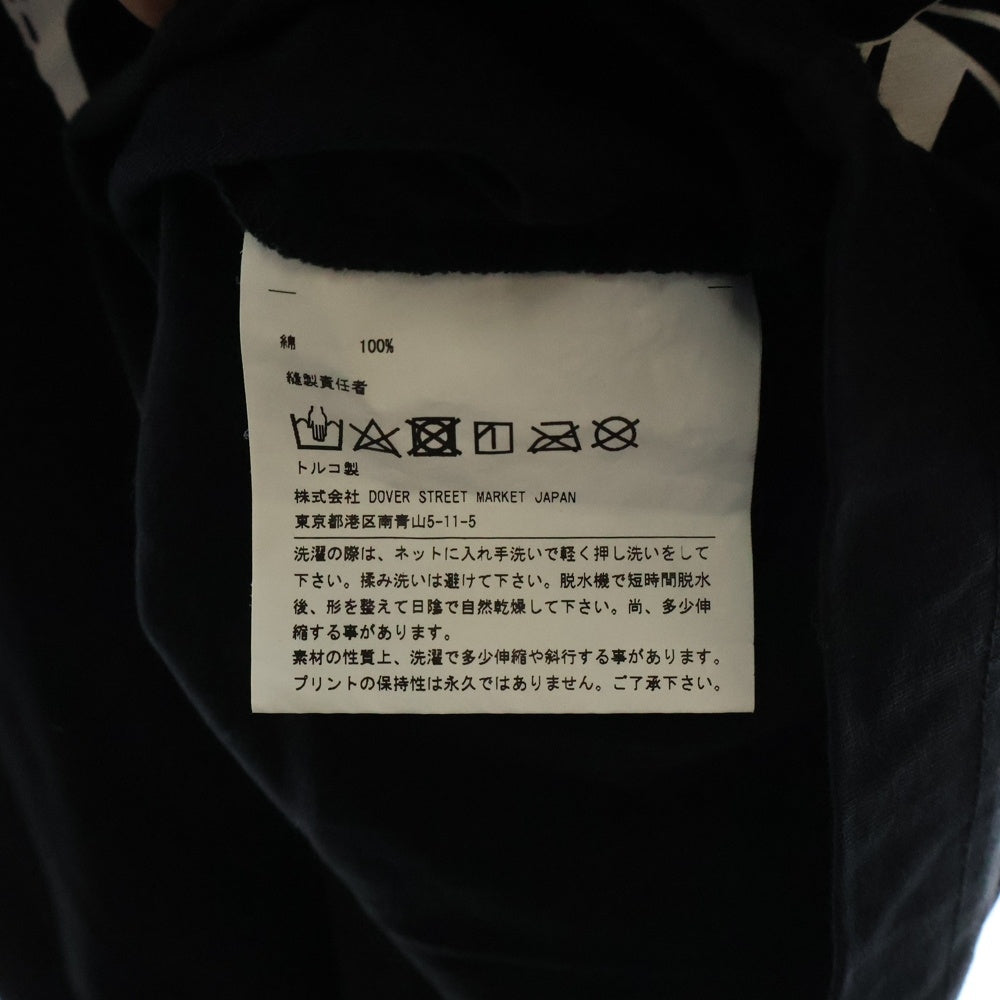 綿 100%
縫製責任者
トルコ製
株式会社 DOVER STREET MARKET JAPAN
東京都港区南青山5-11-5
洗濯の際は、ネットに入れ手洗いで軽く押し洗いをして
下さい。揉み洗いは避けて下さい。脱水機で短時間脱水
後、形を整えて日陰で自然乾燥して下さい。尚、多少伸
縮する事があります。
素材の性質上、洗濯で多少伸縮や斜行する事があります。
プリントの保持性は永久ではありません。ご了承下さい。